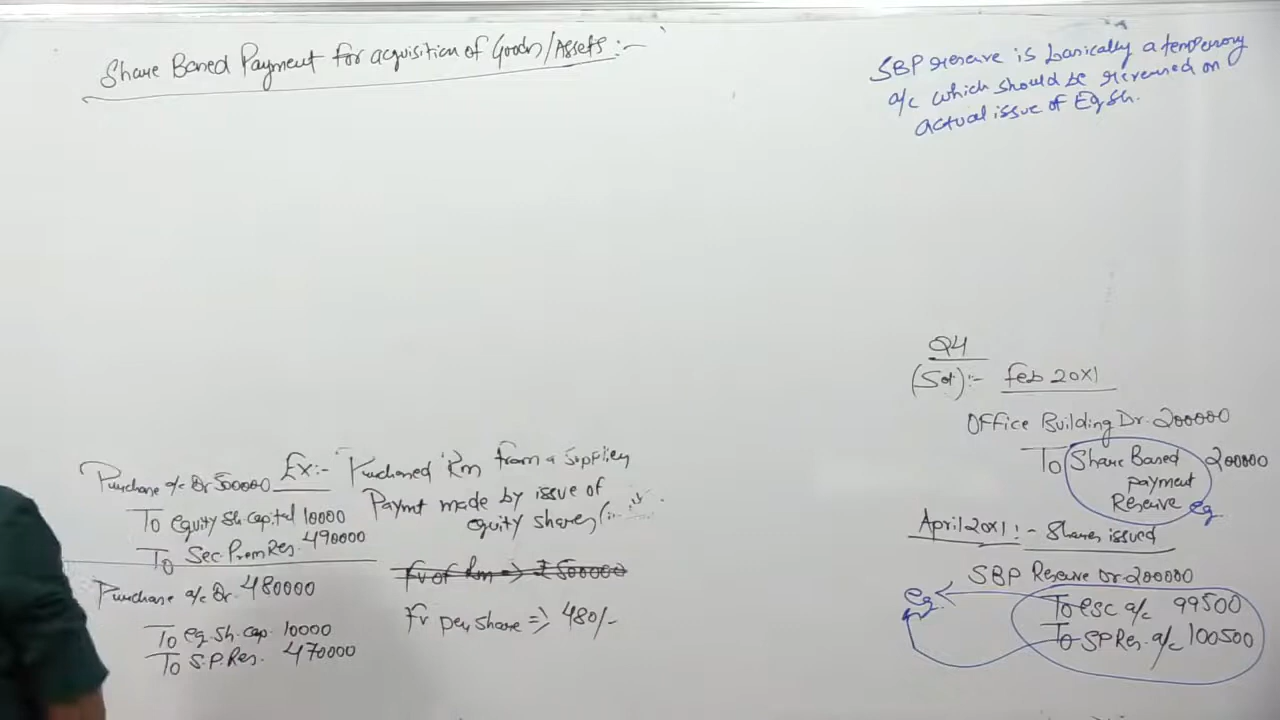 Share Based Payment for acquisition of Goods/Assets:-
SBP reserve is basically a temporary
a/c which should be reversed on
actual issue of Eq Sh.
Purchase a/c Dr 500000
To equity Sh. Capital 10000
To Sec. Prem Res. 490000
Purchase a/c Dr. 480000
To eq. Sh. Cap. 10000
To S.P. Res. 470000
Ex:- Purchased Rm from a Supplier
Paymt made by issue of
equity shares (
Fv of Rm => ₹ 500000
Fv per share => 480/-
Q4
(Sol):- Feb 20X1
Office Building Dr. 200000
To Share Based 200000
payment
Reserve eq.
April 20X1:- Shares issued
SBP Reserve Dr. 200000
eq
To esc a/c 99500
To SP Res. a/c 100500